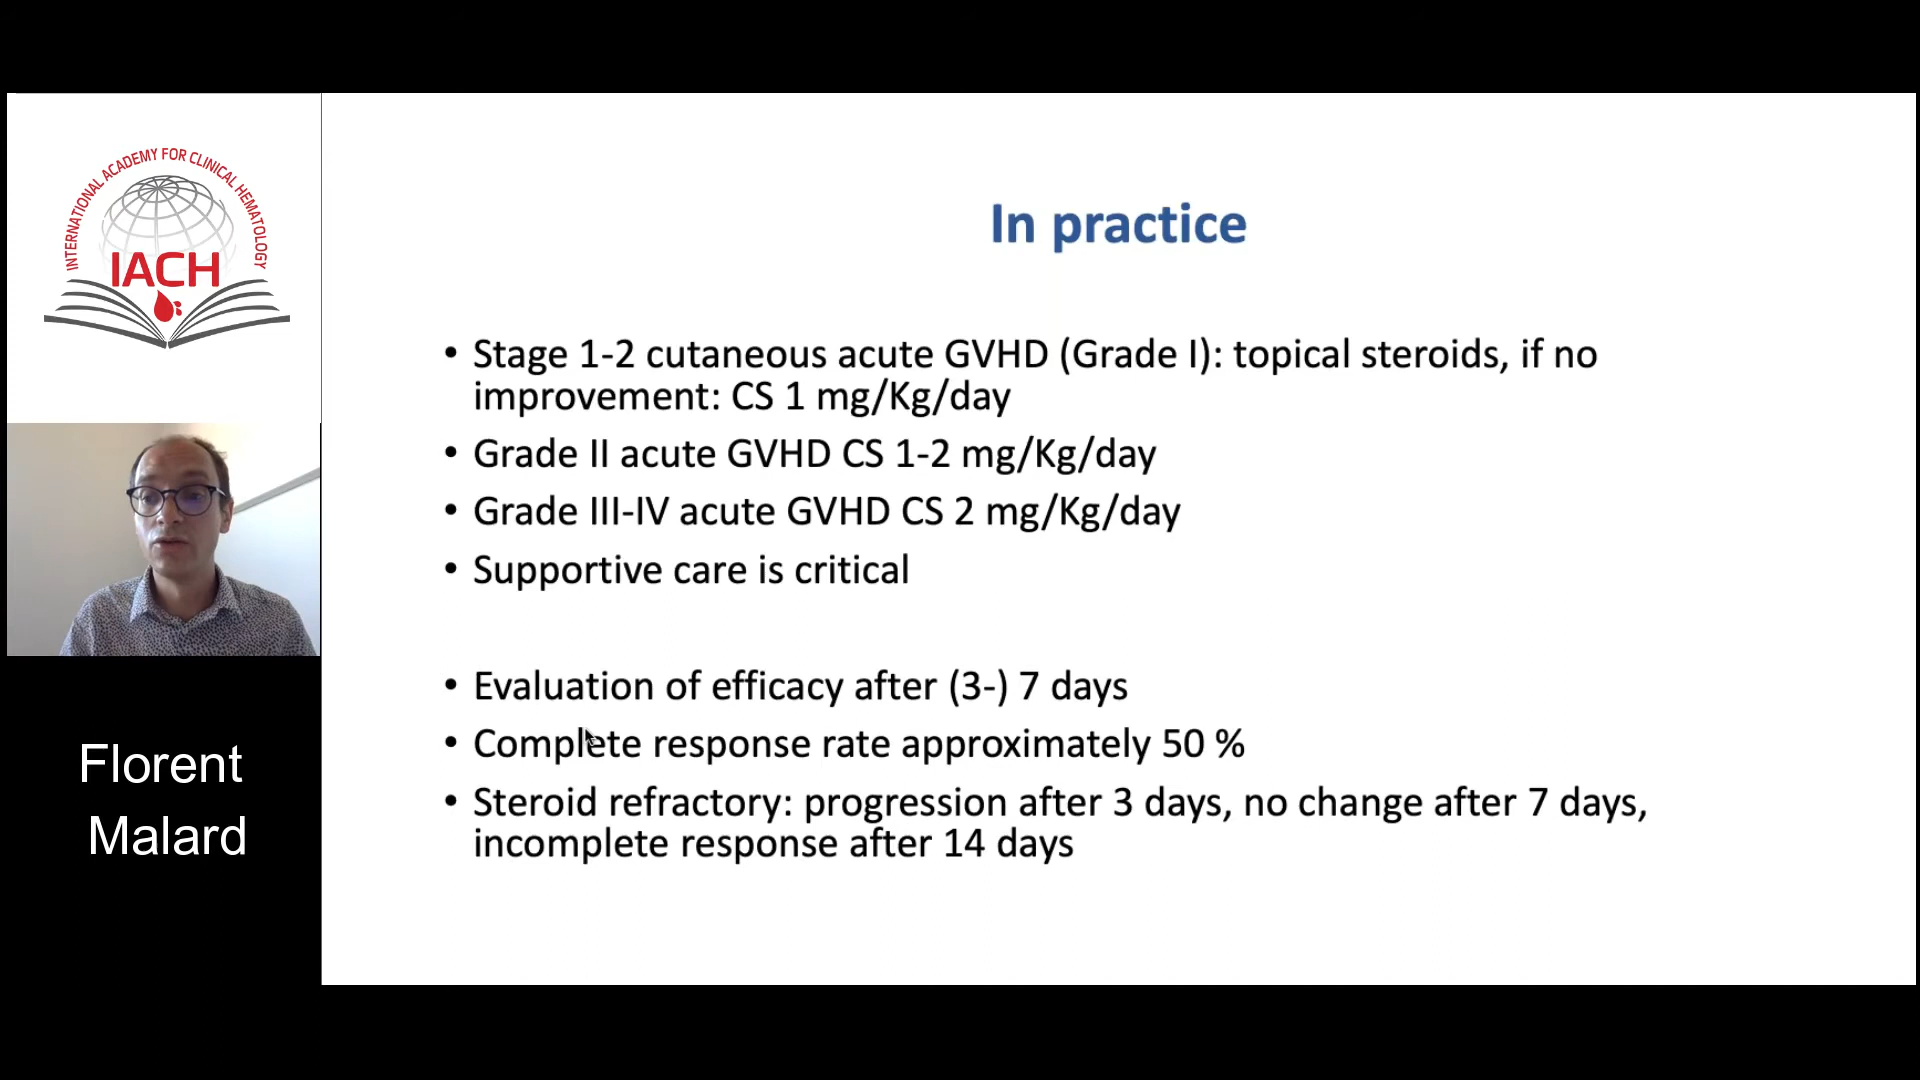 INTERNATIONAL ACADEMY FOR CLINICAL HEMATOLOGY
IACH
Florent
Malard
In practice
• Stage 1-2 cutaneous acute GVHD (Grade I): topical steroids, if no
improvement: CS 1 mg/Kg/day
• Grade II acute GVHD CS 1-2 mg/Kg/day
• Grade III-IV acute GVHD CS 2 mg/Kg/day
• Supportive care is critical
• Evaluation of efficacy after (3-) 7 days
• Complete response rate approximately 50 %
• Steroid refractory: progression after 3 days, no change after 7 days,
incomplete response after 14 days